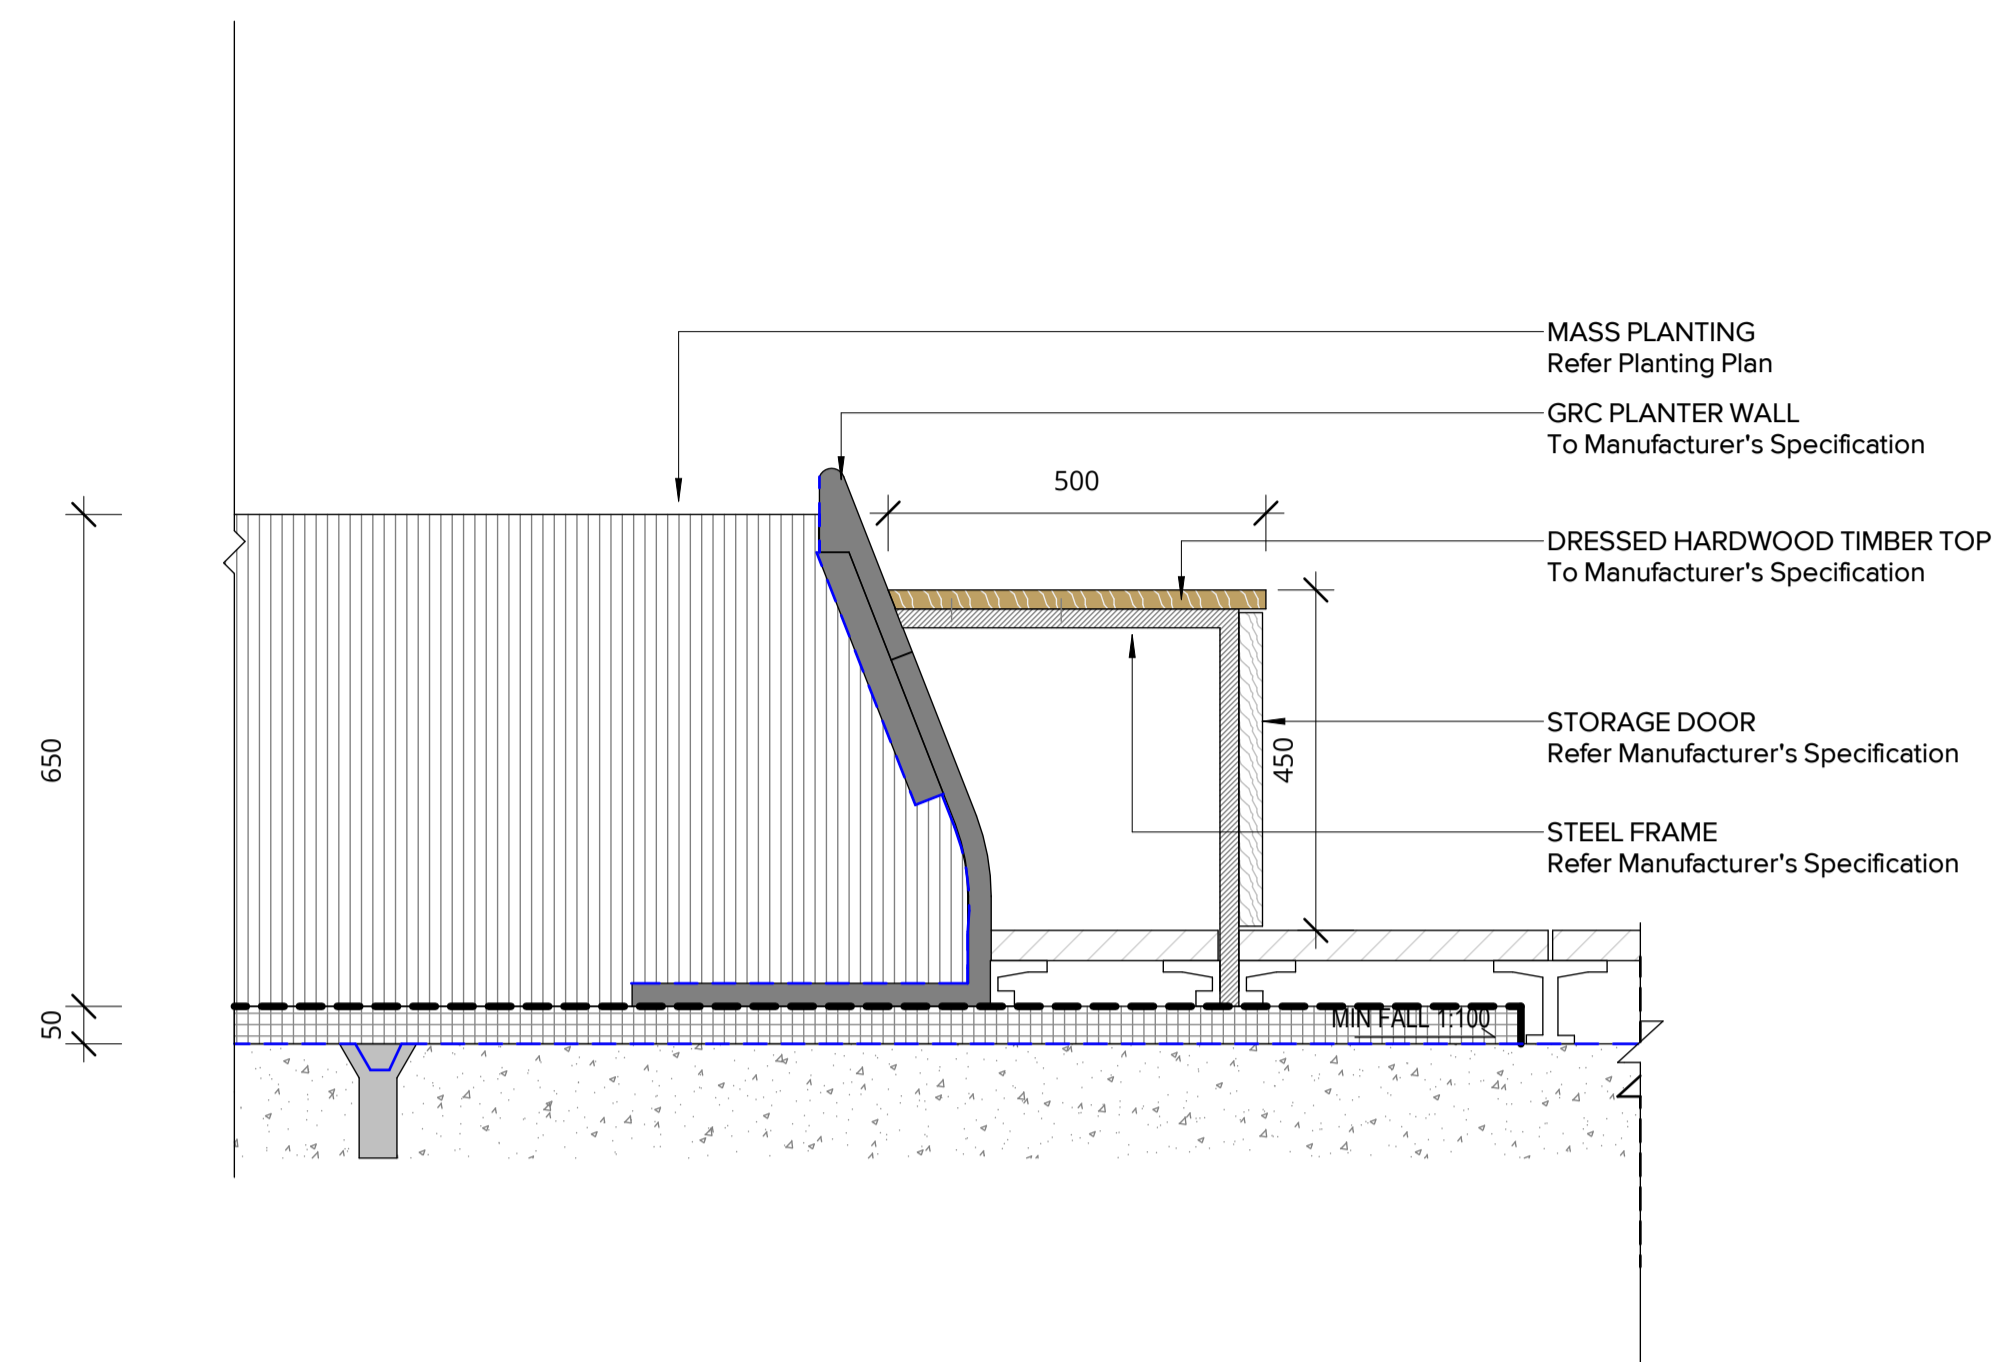 MASS PLANTING
Refer Planting Plan
GRC PLANTER WALL
To Manufacturer's Specification
500
DRESSED HARDWOOD TIMBER TOP
To Manufacturer's Specification
650
STORAGE DOOR
Refer Manufacturer's Specification
450
STEEL FRAME
Refer Manufacturer's Specification
50
MIN FALL 1:100